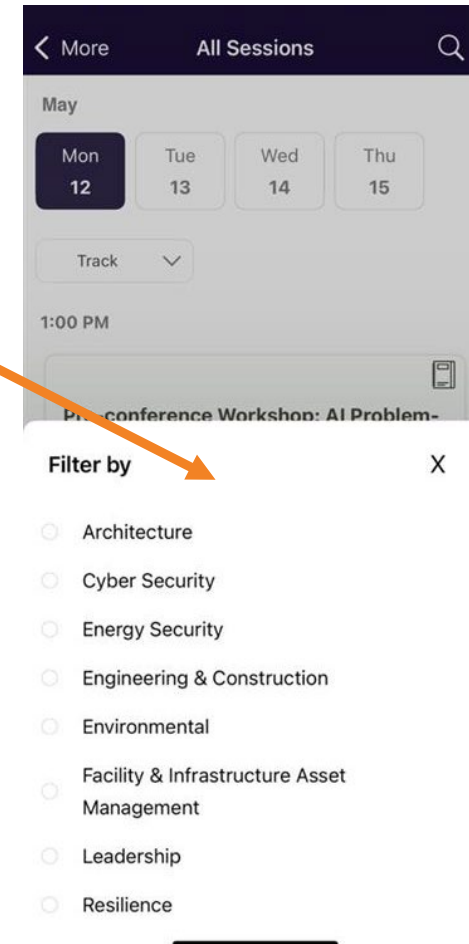 More All Sessions
May
Mon Tue Wed Thu
12 13 14 15
Track
1:00 PM
Pre-conference Workshop: AI Problem-
Filter by X
Architecture
Cyber Security
Energy Security
Engineering & Construction
Environmental
Facility & Infrastructure Asset
Management
Leadership
Resilience